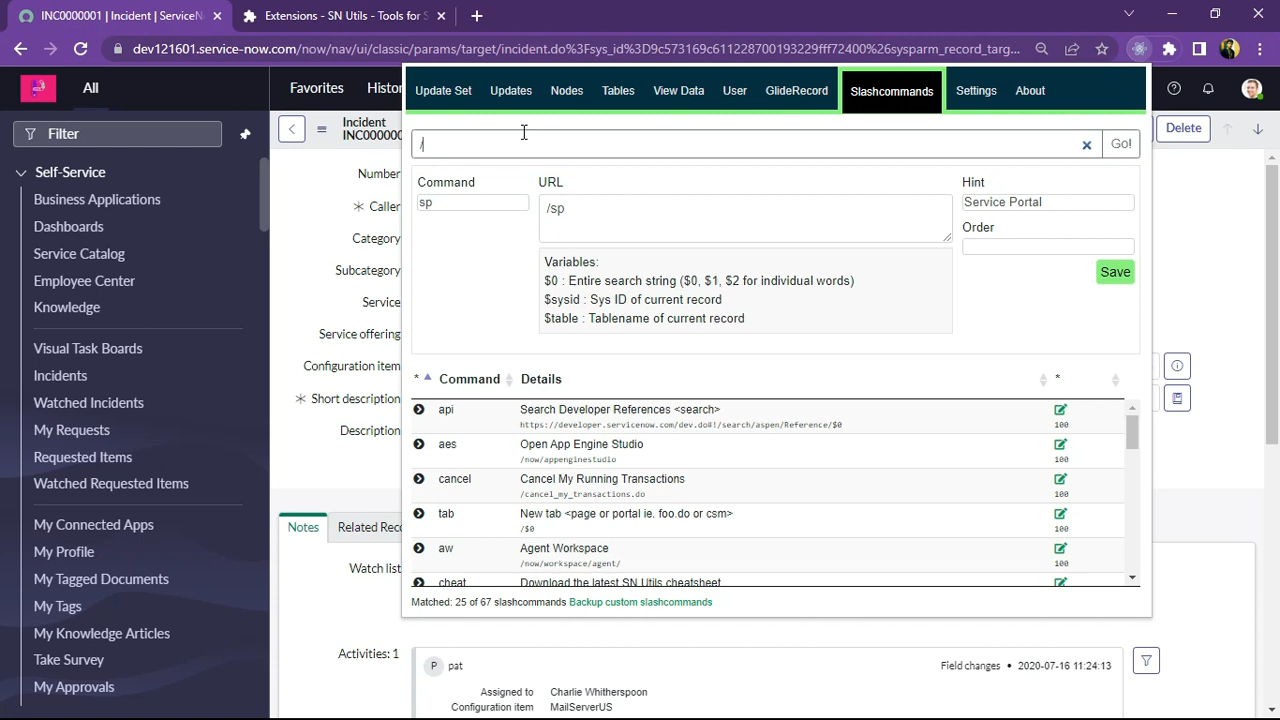 INC0000001 | Incident | ServiceN
Extensions - SN Utils - Tools for S
dev121601.service-now.com/now/nav/ui/classic/params/target/incident.do%3Fsys_id%3D9c573169c611228700193229fff72400%26sysparm_record_targ...
All
Favorites
Histor
Update Set
Updates
Nodes
Tables
View Data
User
GlideRecord
Slashcommands
Settings
About
Filter
Incident
INC000000
Delete
/
Go!
Self-Service
Business Applications
Dashboards
Service Catalog
Employee Center
Knowledge
Visual Task Boards
Incidents
Watched Incidents
My Requests
Requested Items
Watched Requested Items
My Connected Apps
My Profile
My Tagged Documents
My Tags
My Knowledge Articles
Take Survey
My Approvals
Number
Caller
Category
Subcategory
Service
Service offering
Configuration item
Short description
Description
Notes
Related Reco
Watch list
Activities: 1
Command
sp
URL
/sp
Hint
Service Portal
Order
Save
Variables:
$0 : Entire search string ($0, $1, $2 for individual words)
$sysid : Sys ID of current record
$table : Tablename of current record
* Command Details *
api Search Developer References <search>
https://developer.servicenow.com/dev.do#!/search/aspen/Reference/$0 100
aes Open App Engine Studio
/now/appenginestudio 100
cancel Cancel My Running Transactions
/cancel_my_transactions.do 100
tab New tab <page or portal ie. foo.do or csm>
/$0 100
aw Agent Workspace
/now/workspace/agent/ 100
cheat Download the latest SN Utils cheatsheet
Matched: 25 of 67 slashcommands Backup custom slashcommands
P pat
Field changes • 2020-07-16 11:24:13
Assigned to Charlie Whitherspoon
Configuration item MailServerUS